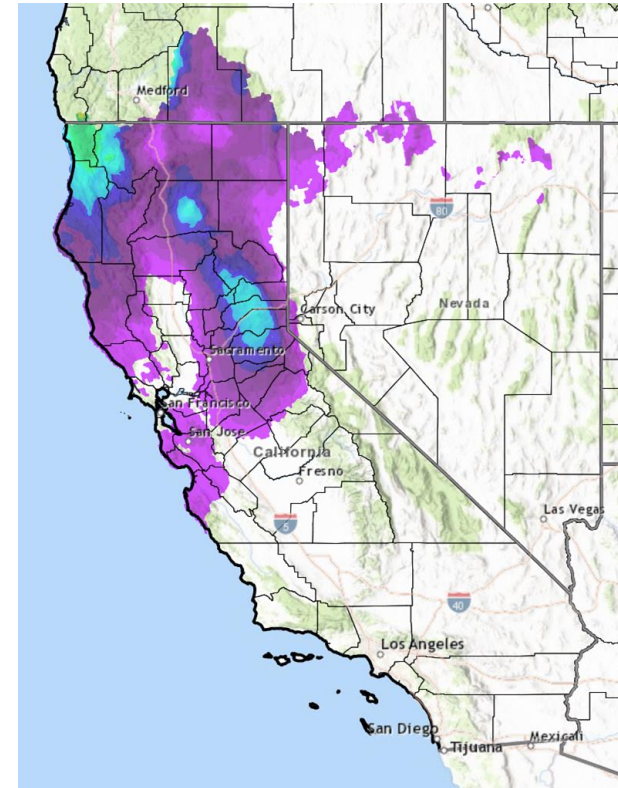 Medford
80
Carson City
Nevada
Sacramento
San Francisco
San Jose
California
Fresno
5
Las Vegas
40
Los Angeles
San Diego
Mexicali
Tijuana